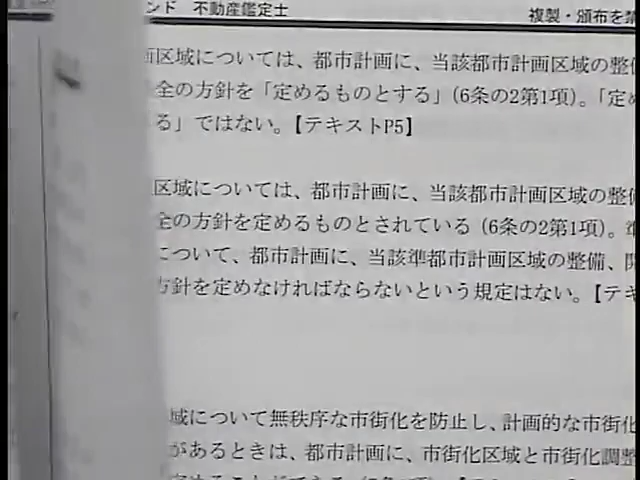 ンド 不動産鑑定士
複製・頒布を禁
区域については、都市計画に、当該都市計画区域の整備
全の方針を「定めるものとする」(6条の2第1項)。「定め
る」ではない。【テキストP5】
区域については、都市計画に、当該都市計画区域の整備
全の方針を定めるものとされている(6条の2第1項)。準
について、都市計画に、当該準都市計画区域の整備、開
方針を定めなければならないという規定はない。【テキ
域について無秩序な市街化を防止し、計画的な市街化
があるときは、都市計画に、市街化区域と市街化調整